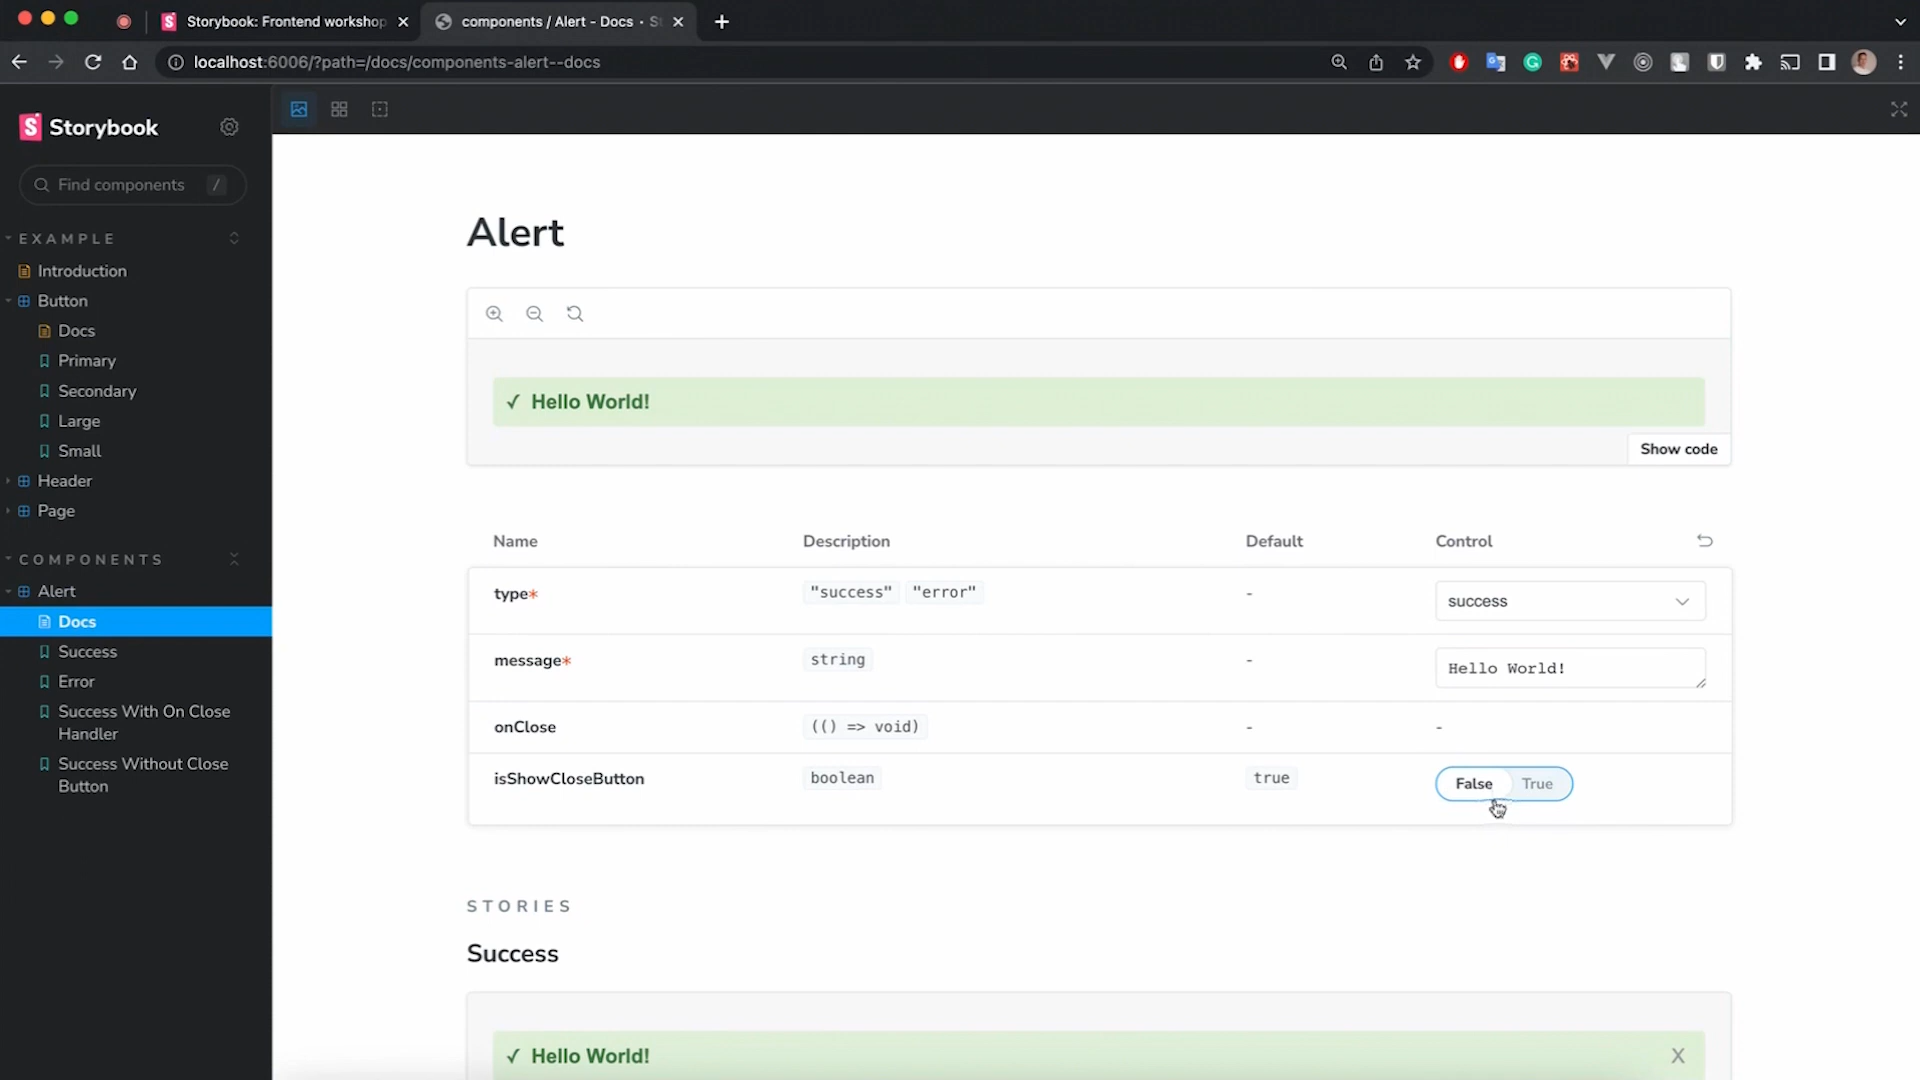 Storybook: Frontend workshop
components / Alert - Docs · St
localhost:6006/?path=/docs/components-alert--docs
Storybook
Find components /
EXAMPLE
Introduction
Button
Docs
Primary
Secondary
Large
Small
Header
Page
COMPONENTS
Alert
Docs
Success
Error
Success With On Close
Handler
Success Without Close
Button
Alert
✓ Hello World!
Show code
Name Description Default Control
type* "success" "error" - success
message* string - Hello World!
onClose (() => void) - -
isShowCloseButton boolean true False True
STORIES
Success
✓ Hello World! X